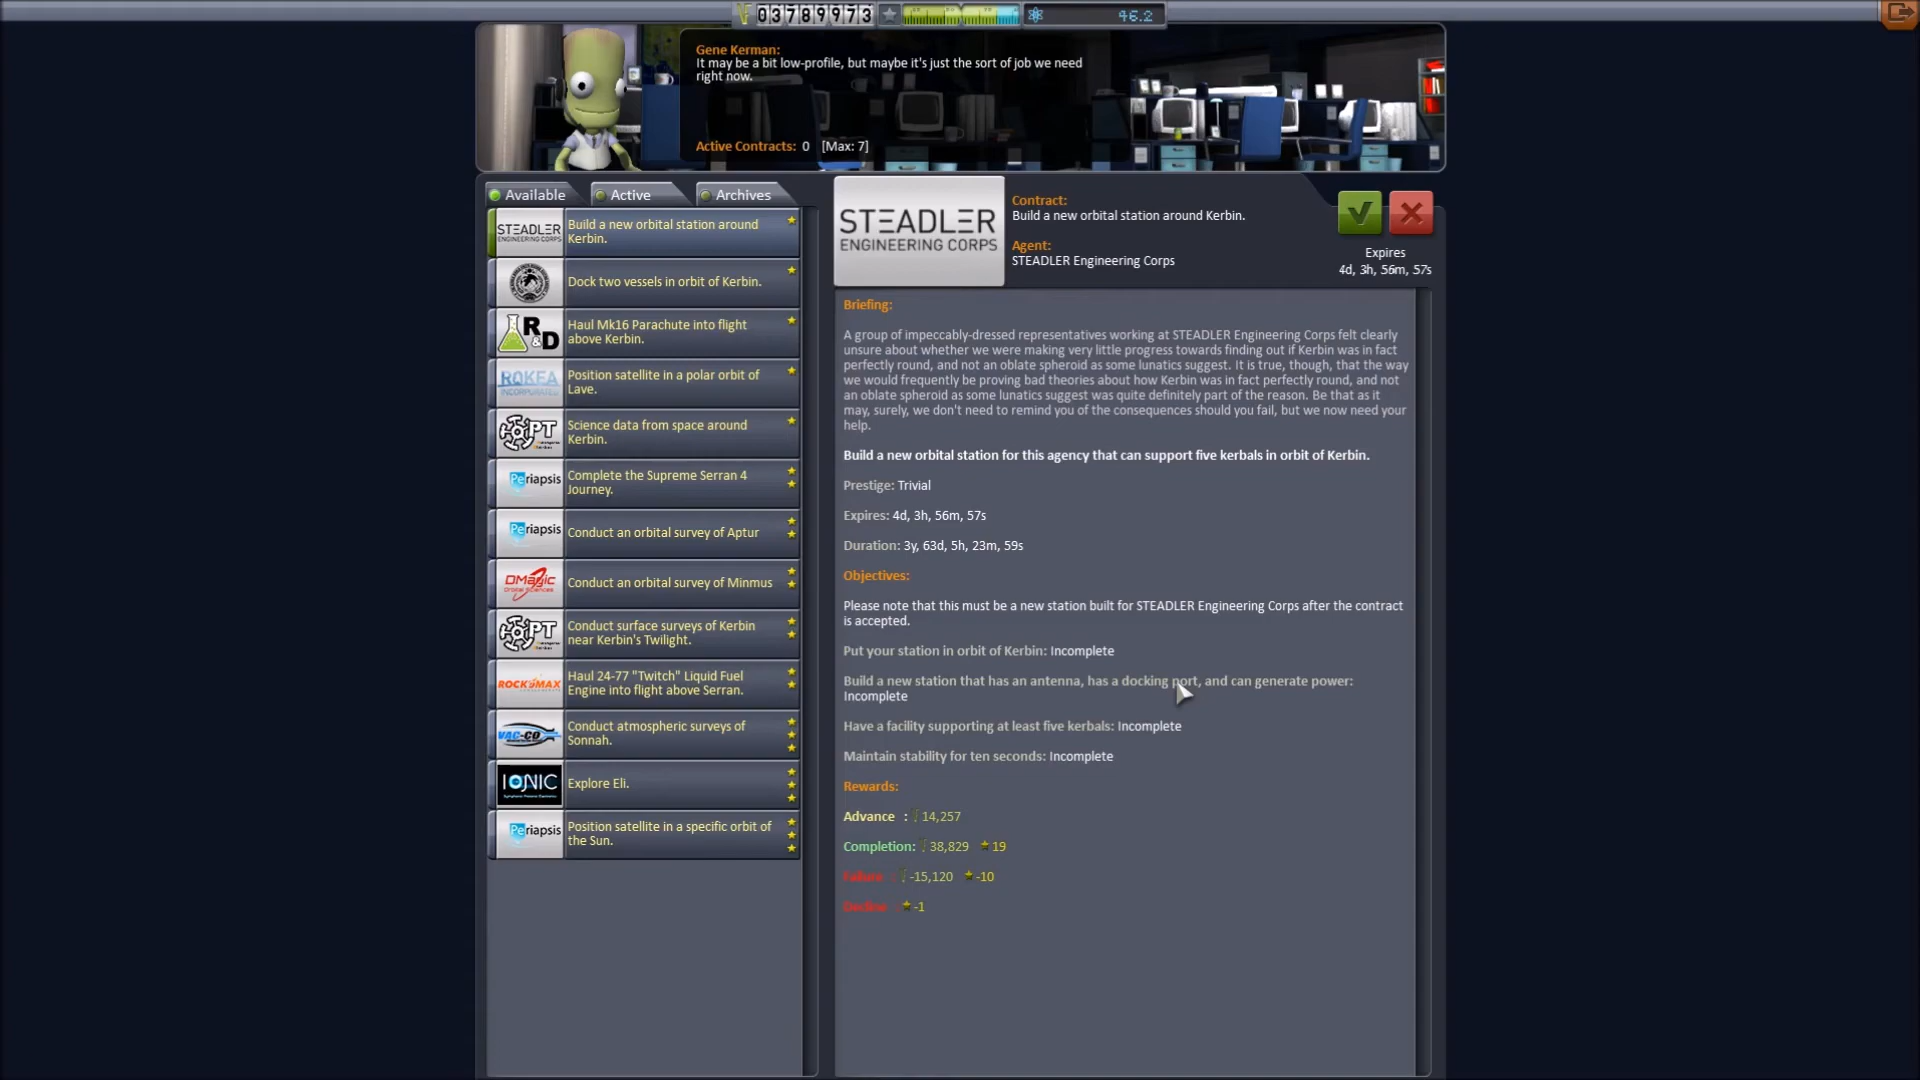 03789973
46.2
Gene Kerman:
It may be a bit low-profile, but maybe it's just the sort of job we need
right now.
Active Contracts: 0 [Max: 7]
Available
Active
Archives
STEADLER
ENGINEERING CORPS
Build a new orbital station around
Kerbin.
Dock two vessels in orbit of Kerbin.
R&D
Haul Mk16 Parachute into flight
above Kerbin.
ROKEA
INCORPORATED
Position satellite in a polar orbit of
Lave.
PT
Science data from space around
Kerbin.
Periapsis
Complete the Supreme Serran 4
Journey.
Periapsis
Conduct an orbital survey of Aptur
DMagic
Orbital Sciences
Conduct an orbital survey of Minmus
PT
Conduct surface surveys of Kerbin
near Kerbin's Twilight.
ROCKOMAX
Haul 24-77 "Twitch" Liquid Fuel
Engine into flight above Serran.
VAC-CO
Conduct atmospheric surveys of
Sonnah.
IONIC
Explore Eli.
Periapsis
Position satellite in a specific orbit of
the Sun.
STEADLER
ENGINEERING CORPS
Contract:
Build a new orbital station around Kerbin.
Agent:
STEADLER Engineering Corps
Expires
4d, 3h, 56m, 57s
Briefing:
A group of impeccably-dressed representatives working at STEADLER Engineering Corps felt clearly
unsure about whether we were making very little progress towards finding out if Kerbin was in fact
perfectly round, and not an oblate spheroid as some lunatics suggest. It is true, though, that the way
we would frequently be proving bad theories about how Kerbin was in fact perfectly round, and not
an oblate spheroid as some lunatics suggest was quite definitely part of the reason. Be that as it
may, surely, we don't need to remind you of the consequences should you fail, but we now need your
help.
Build a new orbital station for this agency that can support five kerbals in orbit of Kerbin.
Prestige: Trivial
Expires: 4d, 3h, 56m, 57s
Duration: 3y, 63d, 5h, 23m, 59s
Objectives:
Please note that this must be a new station built for STEADLER Engineering Corps after the contract
is accepted.
Put your station in orbit of Kerbin: Incomplete
Build a new station that has an antenna, has a docking port, and can generate power:
Incomplete
Have a facility supporting at least five kerbals: Incomplete
Maintain stability for ten seconds: Incomplete
Rewards:
Advance : 14,257
Completion: 38,829 19
Failure : -15,120 -10
Decline : -1